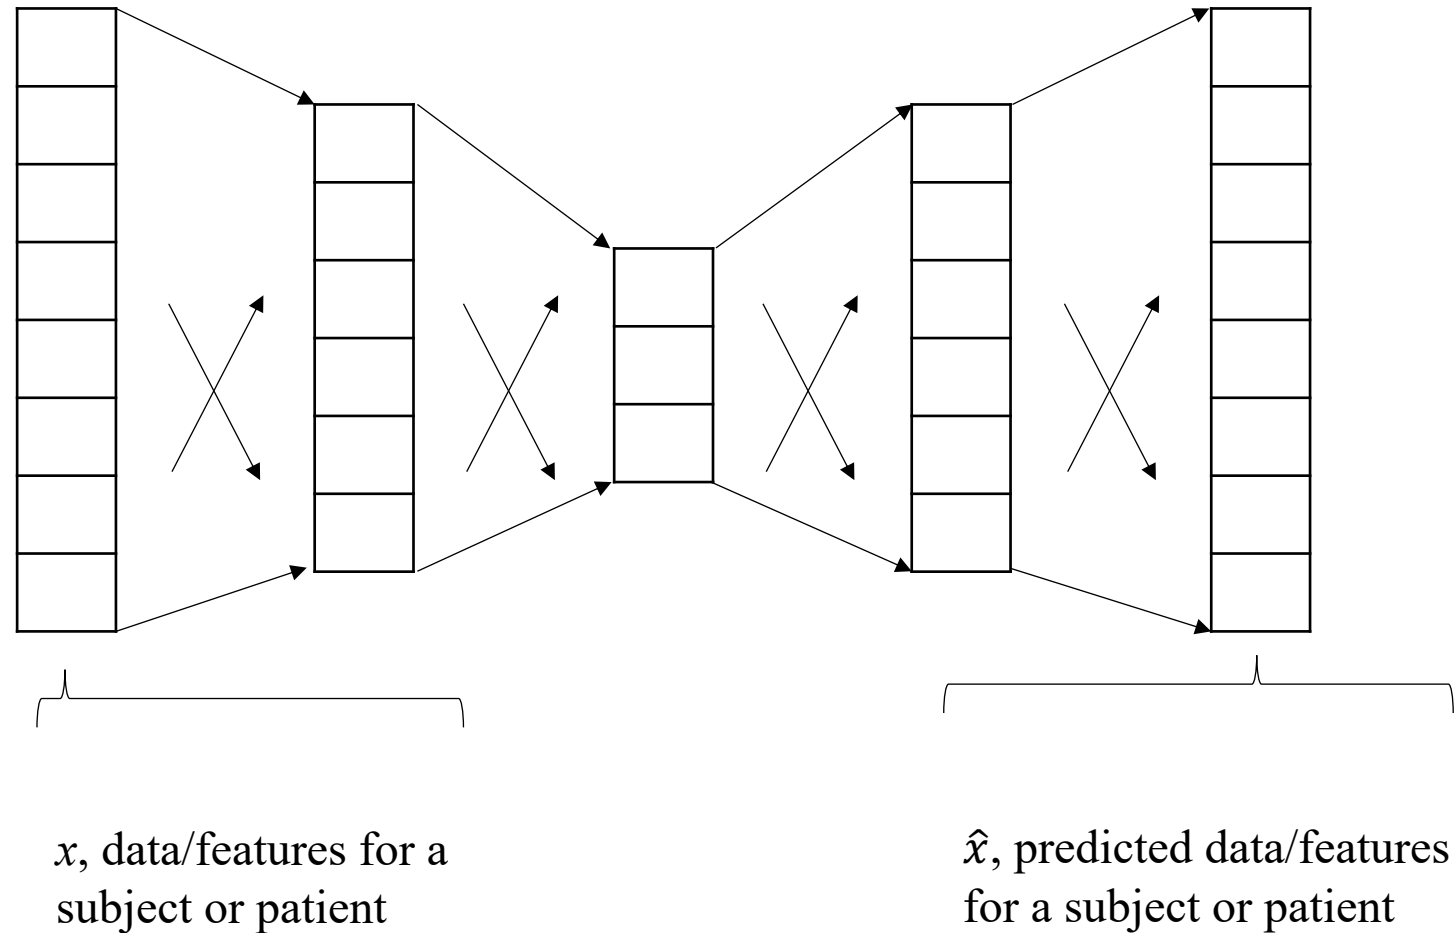 x, data/features for a
subject or patient
x̂, predicted data/features
for a subject or patient